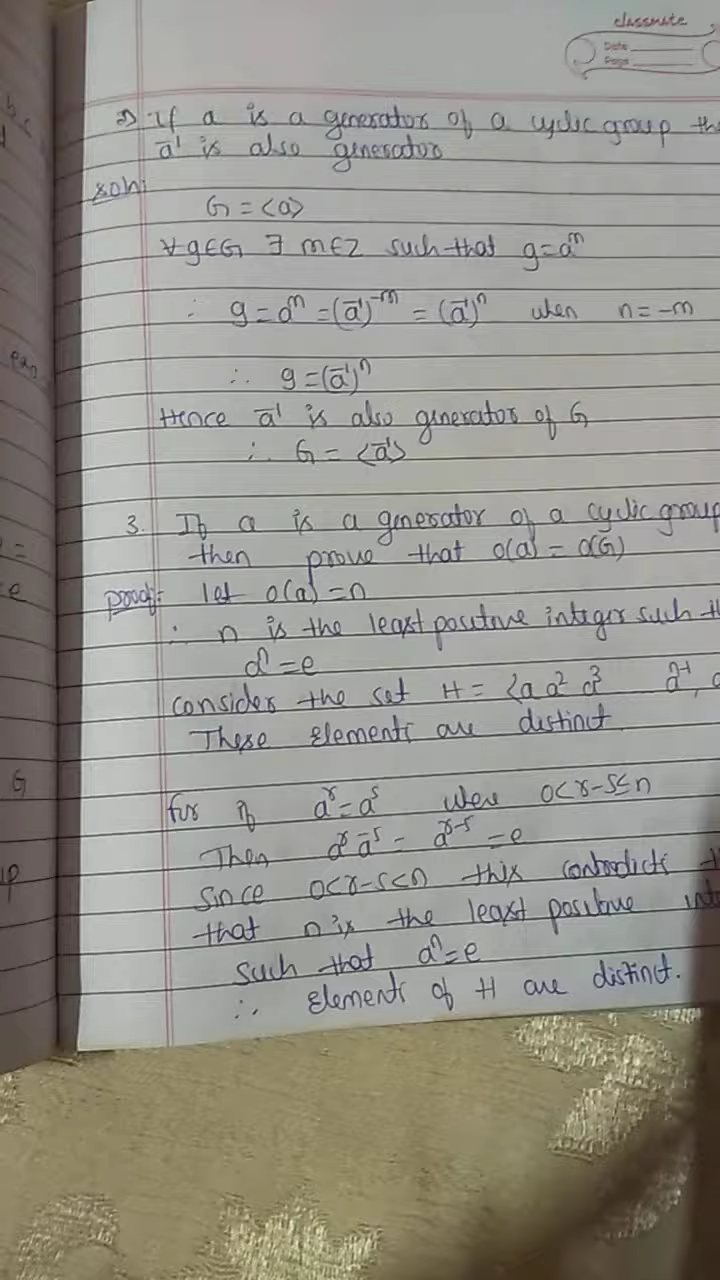 classmate
Date
Page
2) If a is a generator of a cyclic group
a⁻¹ is also generator
soln:
G = <a>
∀ g∈G ∃ m∈Z such that g=aᵐ
∴ g = aᵐ = (a⁻¹)⁻ᵐ = (a⁻¹)ⁿ when n = -m
∴ g = (a⁻¹)ⁿ
Hence a⁻¹ is also generator of G
∴ G = <a⁻¹>
3. If a is a generator of a cyclic group
then prove that o(a) = o(G)
proof: let o(a) = n
∴ n is the least positive integer such
aⁿ = e
consider the set H = {a a² a³
These elements are distinct
for if aʳ = aˢ where 0<r-s≤n
Then aʳ a⁻ˢ = aʳ⁻ˢ = e
since 0<r-s<n this contradicts
that n is the least positive
such that aⁿ=e
∴ elements of H are distinct.
G
e